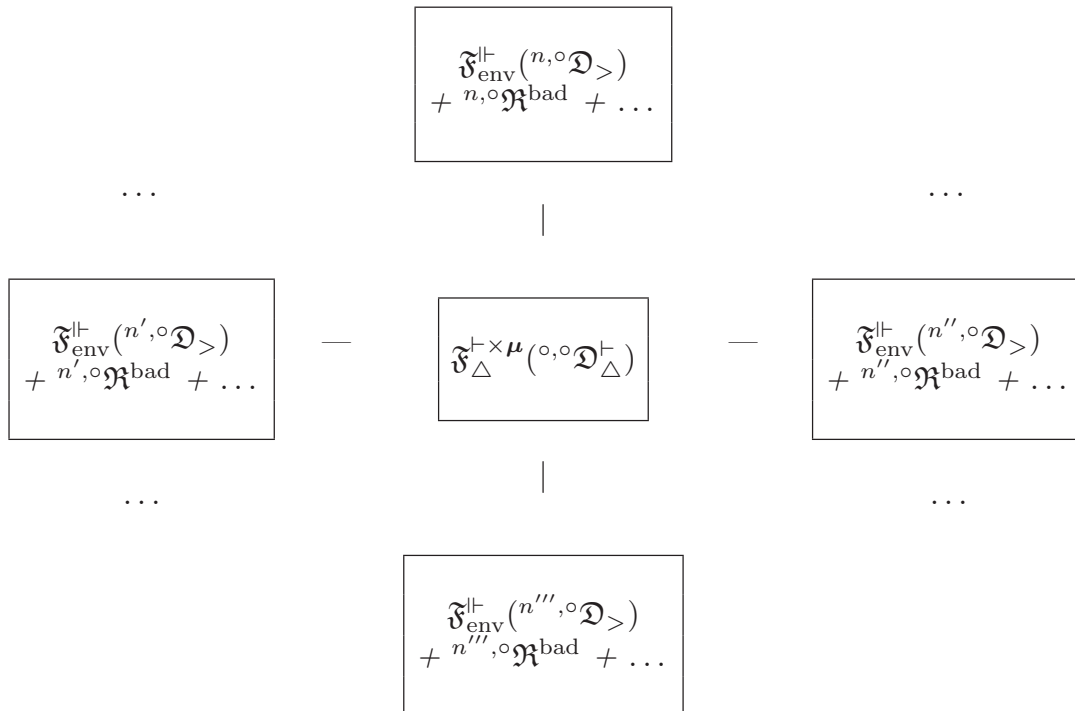 𝔉^⊩_env(^{n,∘}𝔇_>)
+ ^{n,∘}ℜ^bad + …
… …
|
𝔉^⊩_env(^{n′,∘}𝔇_>)
+ ^{n′,∘}ℜ^bad + …
—
𝔉^{⊢×μ}_△(^{∘,∘}𝔇^⊢_△)
—
𝔉^⊩_env(^{n″,∘}𝔇_>)
+ ^{n″,∘}ℜ^bad + …
|
… …
𝔉^⊩_env(^{n‴,∘}𝔇_>)
+ ^{n‴,∘}ℜ^bad + …